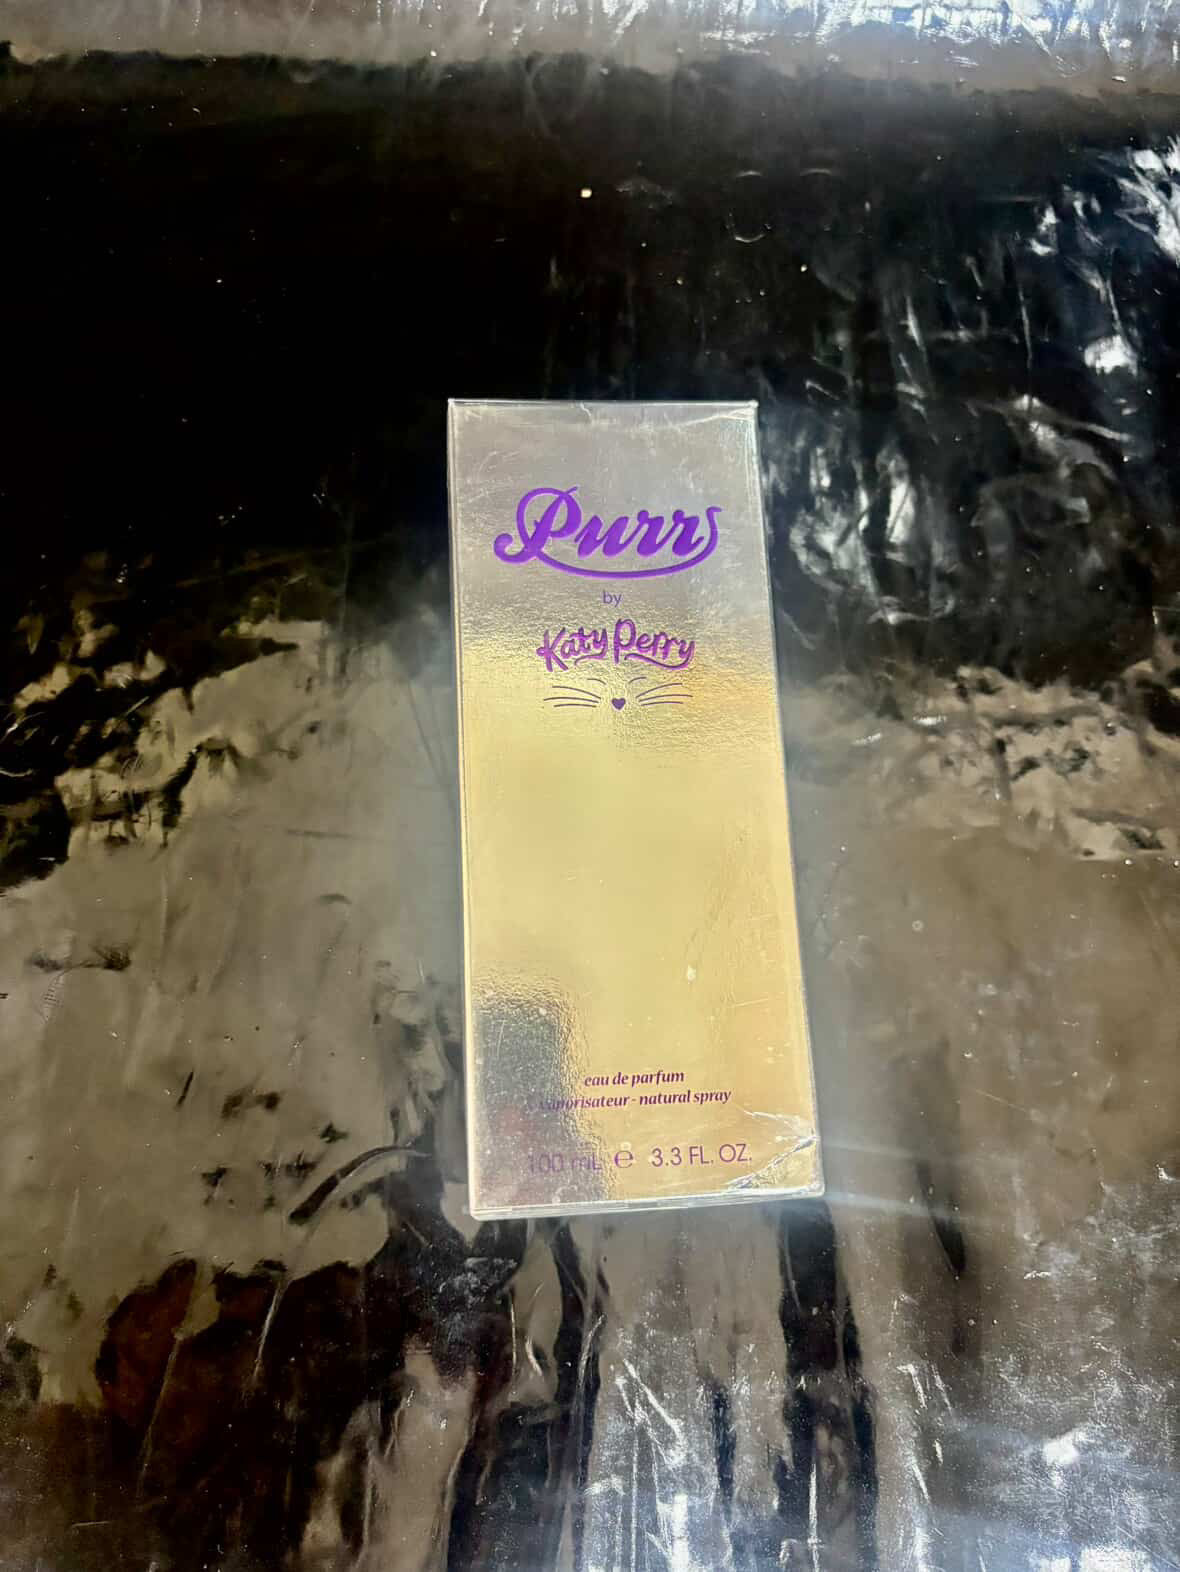 Purr
by
Katy Perry
eau de parfum
vaporisateur - natural spray
100 mL ℮ 3.3 FL. OZ.